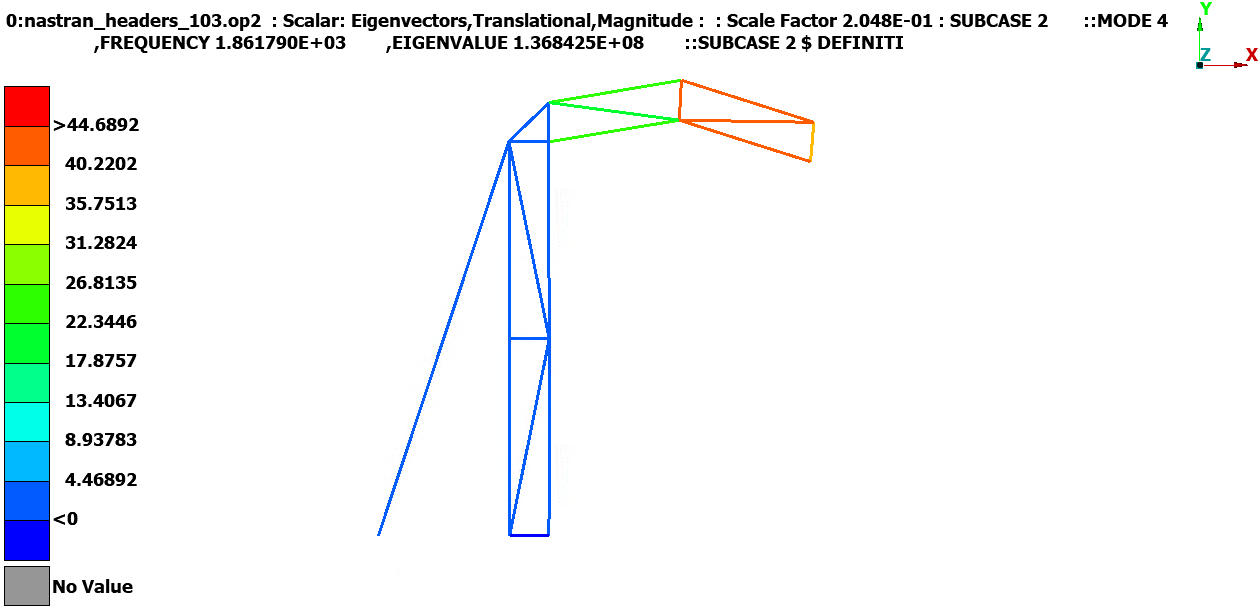 0:nastran_headers_103.op2 : Scalar: Eigenvectors,Translational,Magnitude : : Scale Factor 2.048E-01 : SUBCASE 2 ::MODE 4
,FREQUENCY 1.861790E+03 ,EIGENVALUE 1.368425E+08 ::SUBCASE 2 $ DEFINITI
Y
Z X
>44.6892
40.2202
35.7513
31.2824
26.8135
22.3446
17.8757
13.4067
8.93783
4.46892
<0
No Value